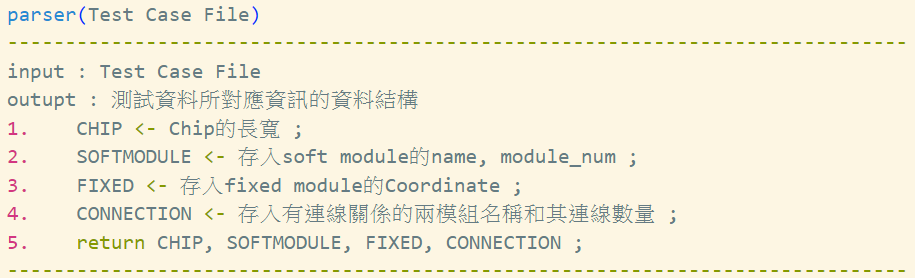 parser(Test Case File)
--------------------------------------------------------------------------------
input : Test Case File
outupt : 測試資料所對應資訊的資料結構
1.    CHIP <- Chip的長寬 ;
2.    SOFTMODULE <- 存入soft module的name, module_num ;
3.    FIXED <- 存入fixed module的Coordinate ;
4.    CONNECTION <- 存入有連線關係的兩模組名稱和其連線數量 ;
5.    return CHIP, SOFTMODULE, FIXED, CONNECTION ;
--------------------------------------------------------------------------------